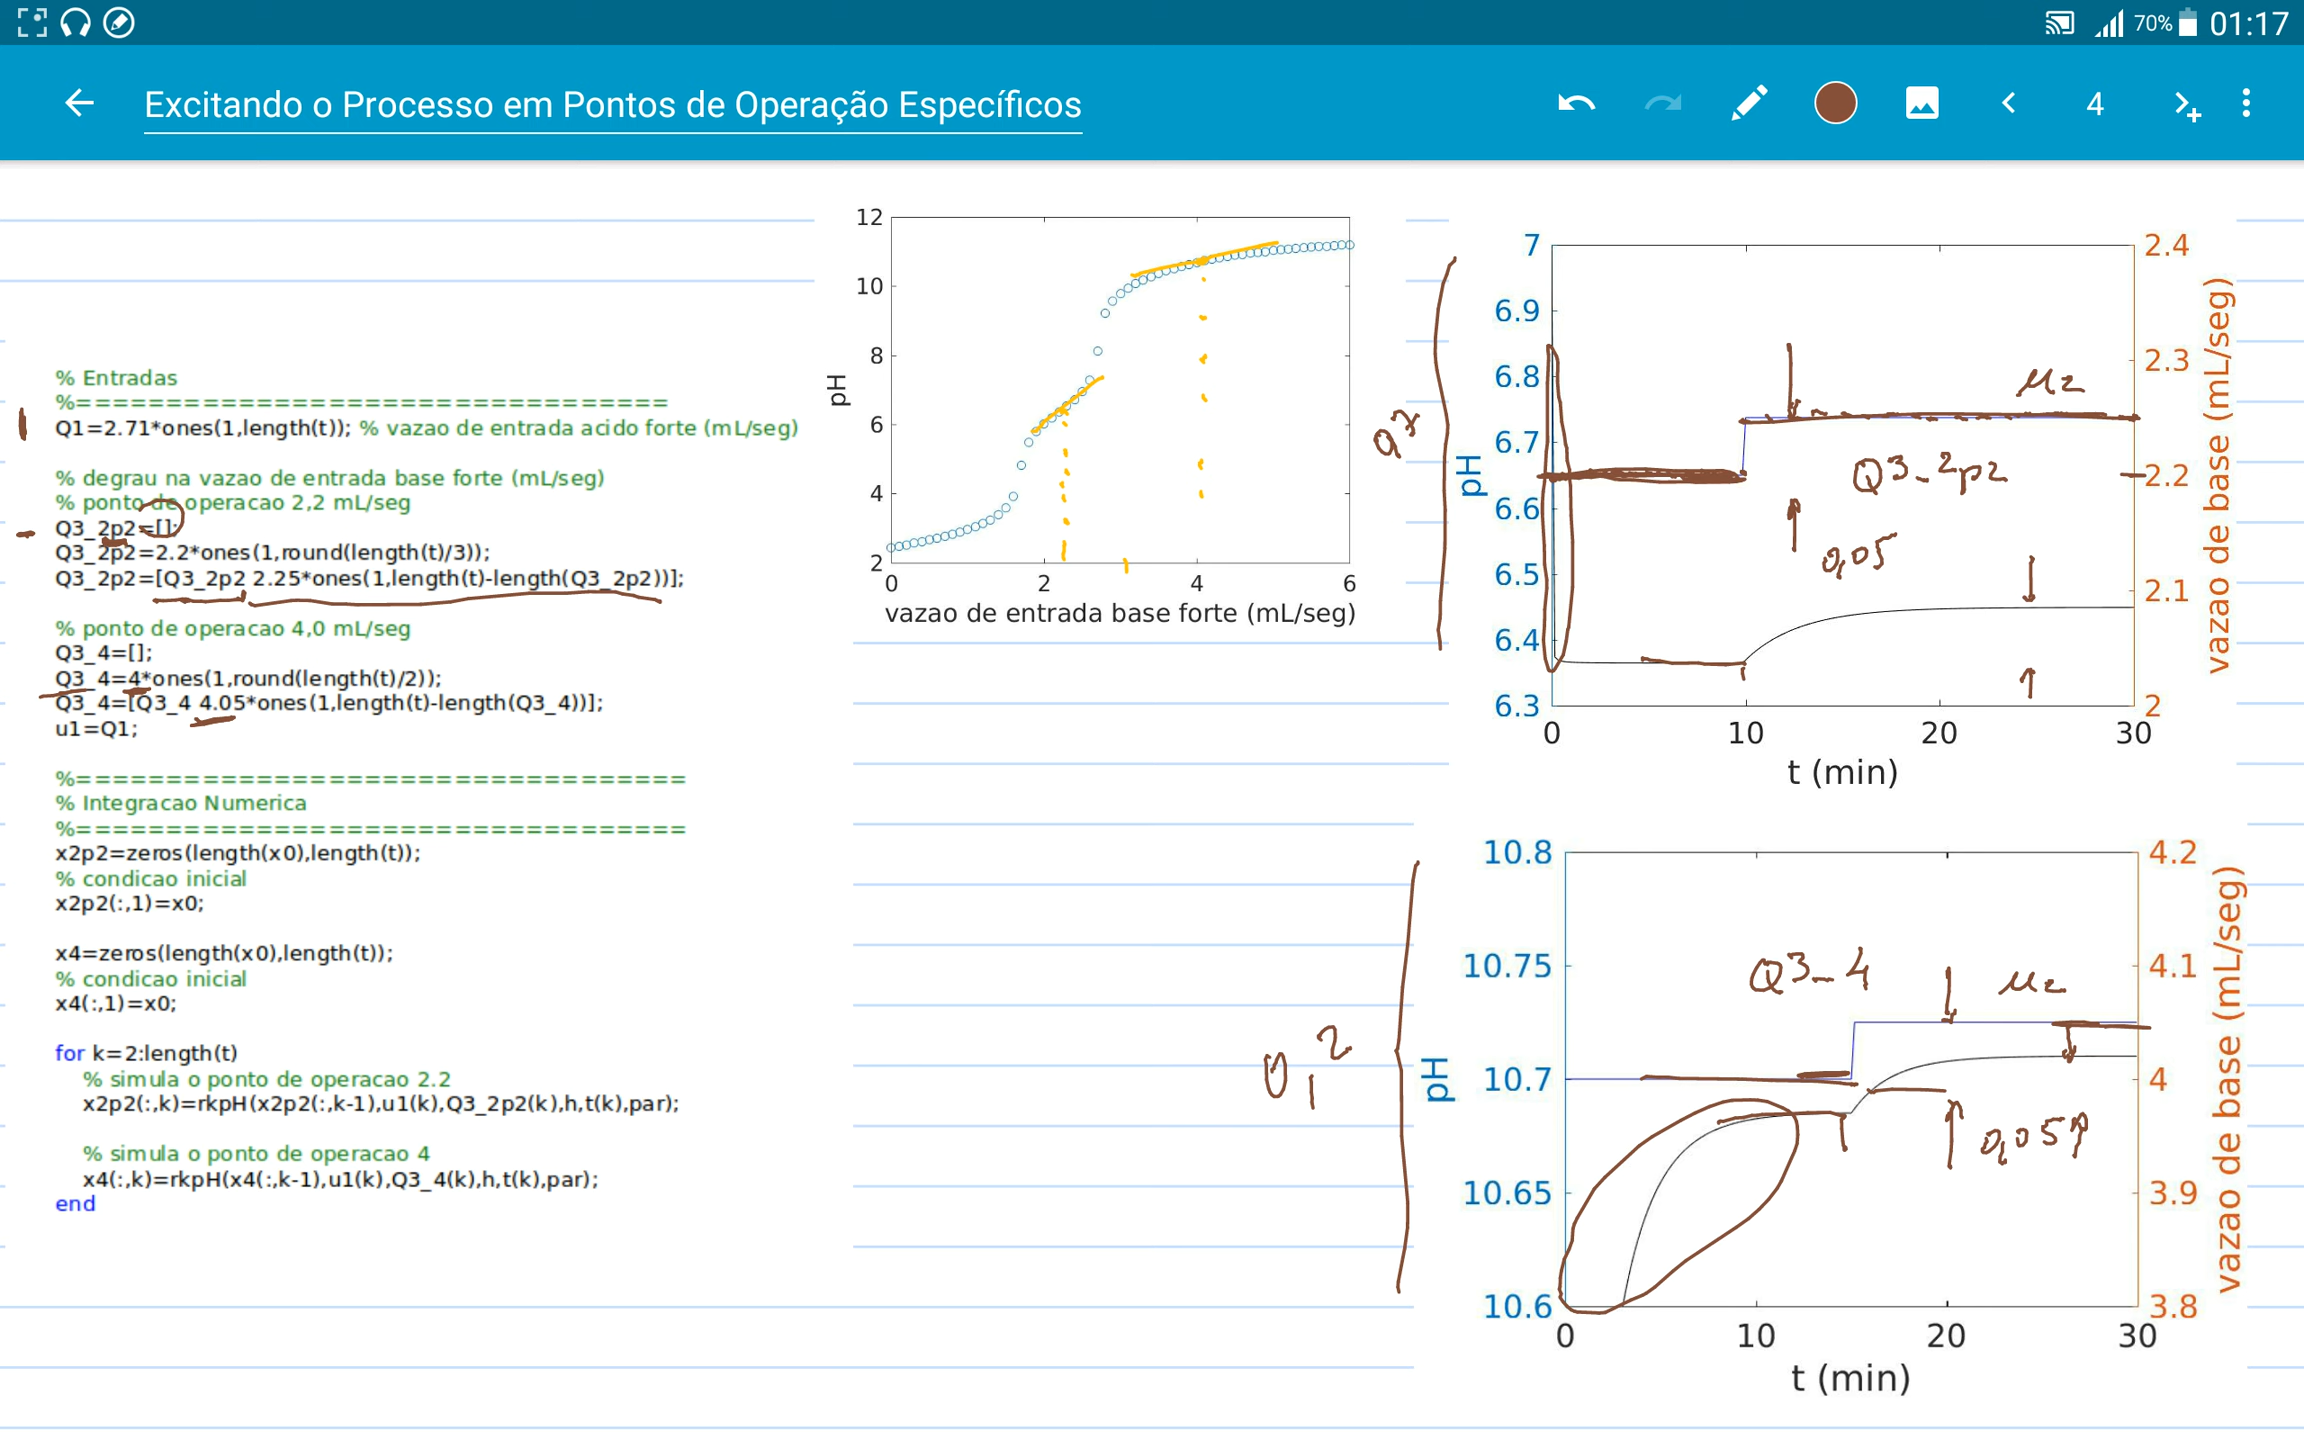 70% 01:17
Excitando o Processo em Pontos de Operação Específicos
4
% Entradas
%=================================
Q1=2.71*ones(1,length(t)); % vazao de entrada acido forte (mL/seg)
% degrau na vazao de entrada base forte (mL/seg)
% ponto de operacao 2,2 mL/seg
Q3_2p2=[];
Q3_2p2=2.2*ones(1,round(length(t)/3));
Q3_2p2=[Q3_2p2 2.25*ones(1,length(t)-length(Q3_2p2))];
% ponto de operacao 4,0 mL/seg
Q3_4=[];
Q3_4=4*ones(1,round(length(t)/2));
Q3_4=[Q3_4 4.05*ones(1,length(t)-length(Q3_4))];
u1=Q1;
%==================================
% Integracao Numerica
%==================================
x2p2=zeros(length(x0),length(t));
% condicao inicial
x2p2(:,1)=x0;
x4=zeros(length(x0),length(t));
% condicao inicial
x4(:,1)=x0;
for k=2:length(t)
% simula o ponto de operacao 2.2
x2p2(:,k)=rkpH(x2p2(:,k-1),u1(k),Q3_2p2(k),h,t(k),par);
% simula o ponto de operacao 4
x4(:,k)=rkpH(x4(:,k-1),u1(k),Q3_4(k),h,t(k),par);
end
12
10
8
6
4
2
pH
0 2 4 6
vazao de entrada base forte (mL/seg)
7
6.9
6.8
6.7
6.6
6.5
6.4
6.3
pH
2.4
2.3
2.2
2.1
2
vazao de base (mL/seg)
μ2
Q3_2p2
0,05
0 10 20 30
t (min)
0,2
10.8
10.75
10.7
10.65
10.6
pH
4.2
4.1
4
3.9
3.8
vazao de base (mL/seg)
Q3_4 μ2
0,05
0 10 20 30
t (min)